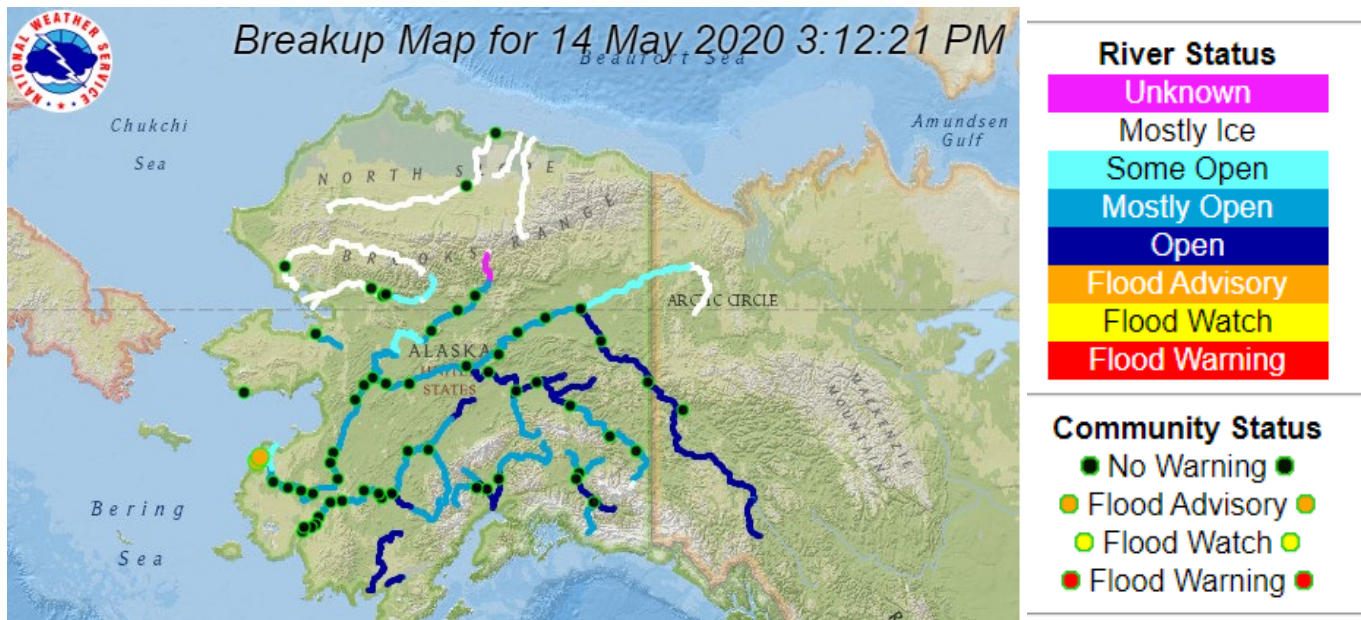 NATIONAL WEATHER SERVICE
Breakup Map for 14 May 2020 3:12:21 PM
Beaufort Sea
Chukchi
Sea
Amundsen
Gulf
NORTH SLOPE
BROOKS RANGE
ARCTIC CIRCLE
ALASKA
UNITED
STATES
MACKENZIE
MOUNTAIN
Bering
Sea
River Status
Unknown
Mostly Ice
Some Open
Mostly Open
Open
Flood Advisory
Flood Watch
Flood Warning
Community Status
No Warning
Flood Advisory
Flood Watch
Flood Warning